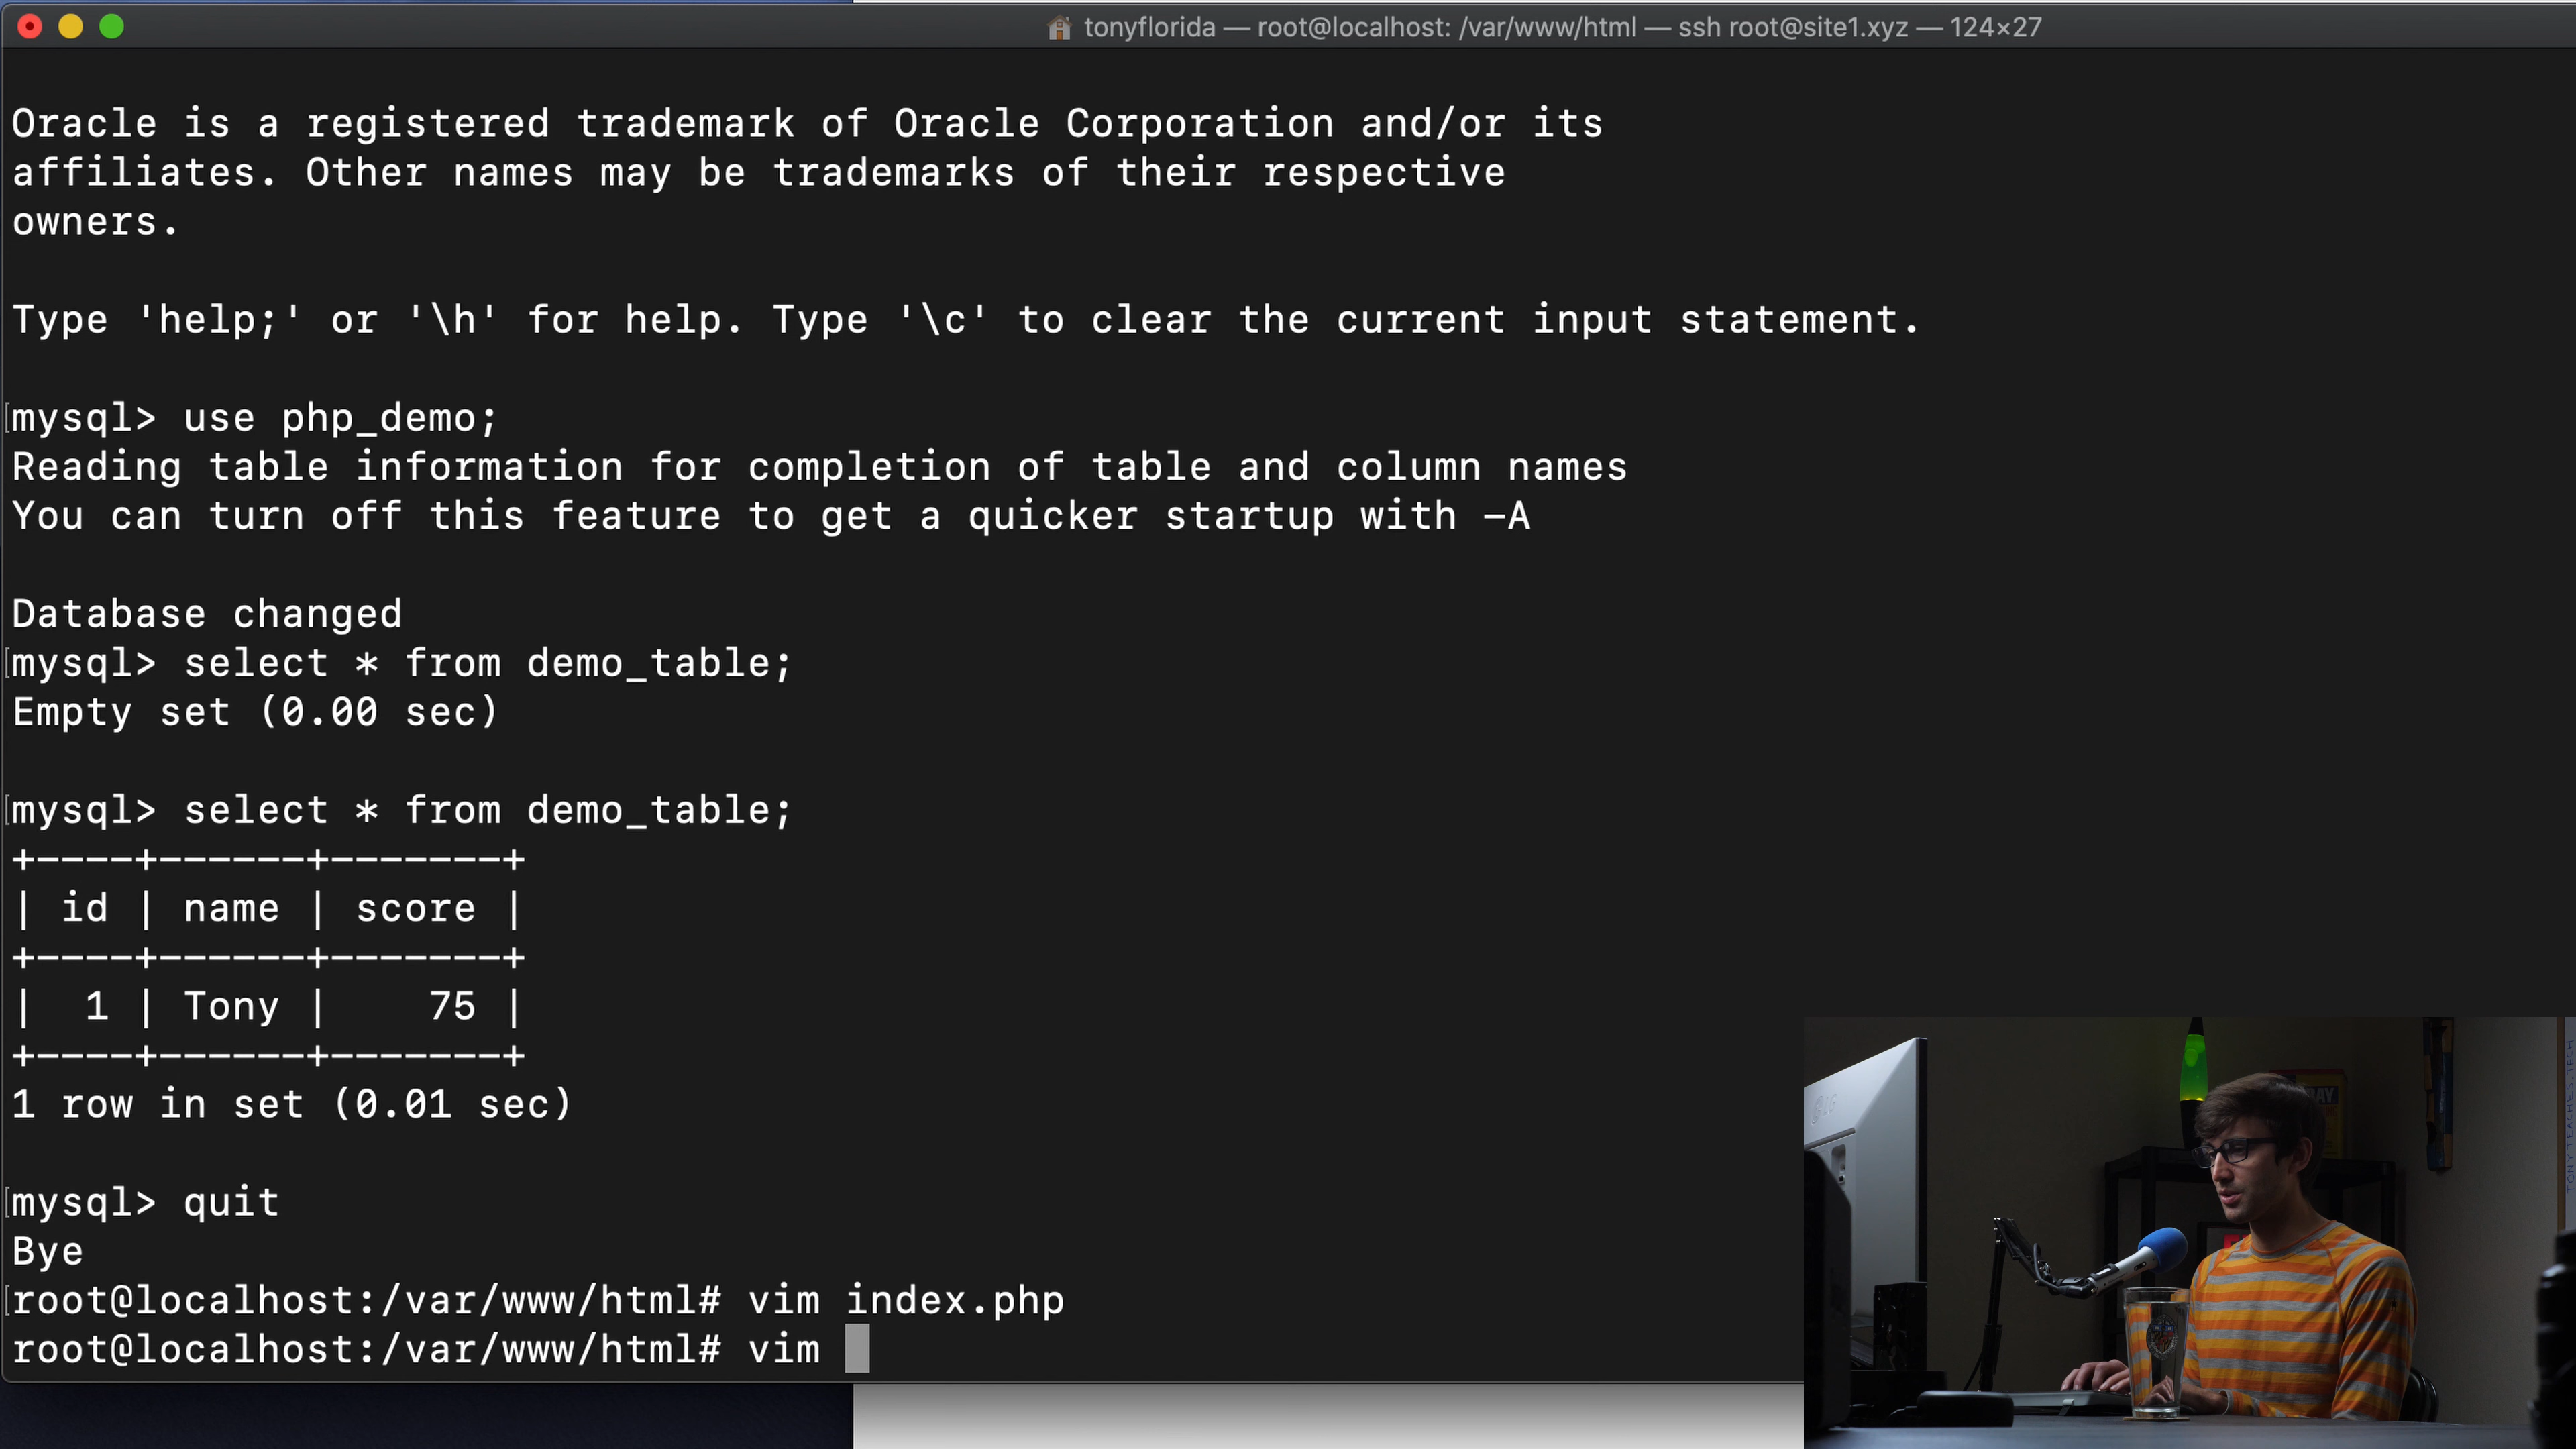 tonyflorida — root@localhost: /var/www/html — ssh root@site1.xyz — 124×27
Oracle is a registered trademark of Oracle Corporation and/or its
affiliates. Other names may be trademarks of their respective
owners.
Type 'help;' or '\h' for help. Type '\c' to clear the current input statement.
[mysql> use php_demo;
Reading table information for completion of table and column names
You can turn off this feature to get a quicker startup with -A
Database changed
[mysql> select * from demo_table;
Empty set (0.00 sec)
[mysql> select * from demo_table;
+----+------+-------+
| id | name | score |
+----+------+-------+
|  1 | Tony |    75 |
+----+------+-------+
1 row in set (0.01 sec)
[mysql> quit
Bye
[root@localhost:/var/www/html# vim index.php
root@localhost:/var/www/html# vim
LG
TONY TEACHES TECH